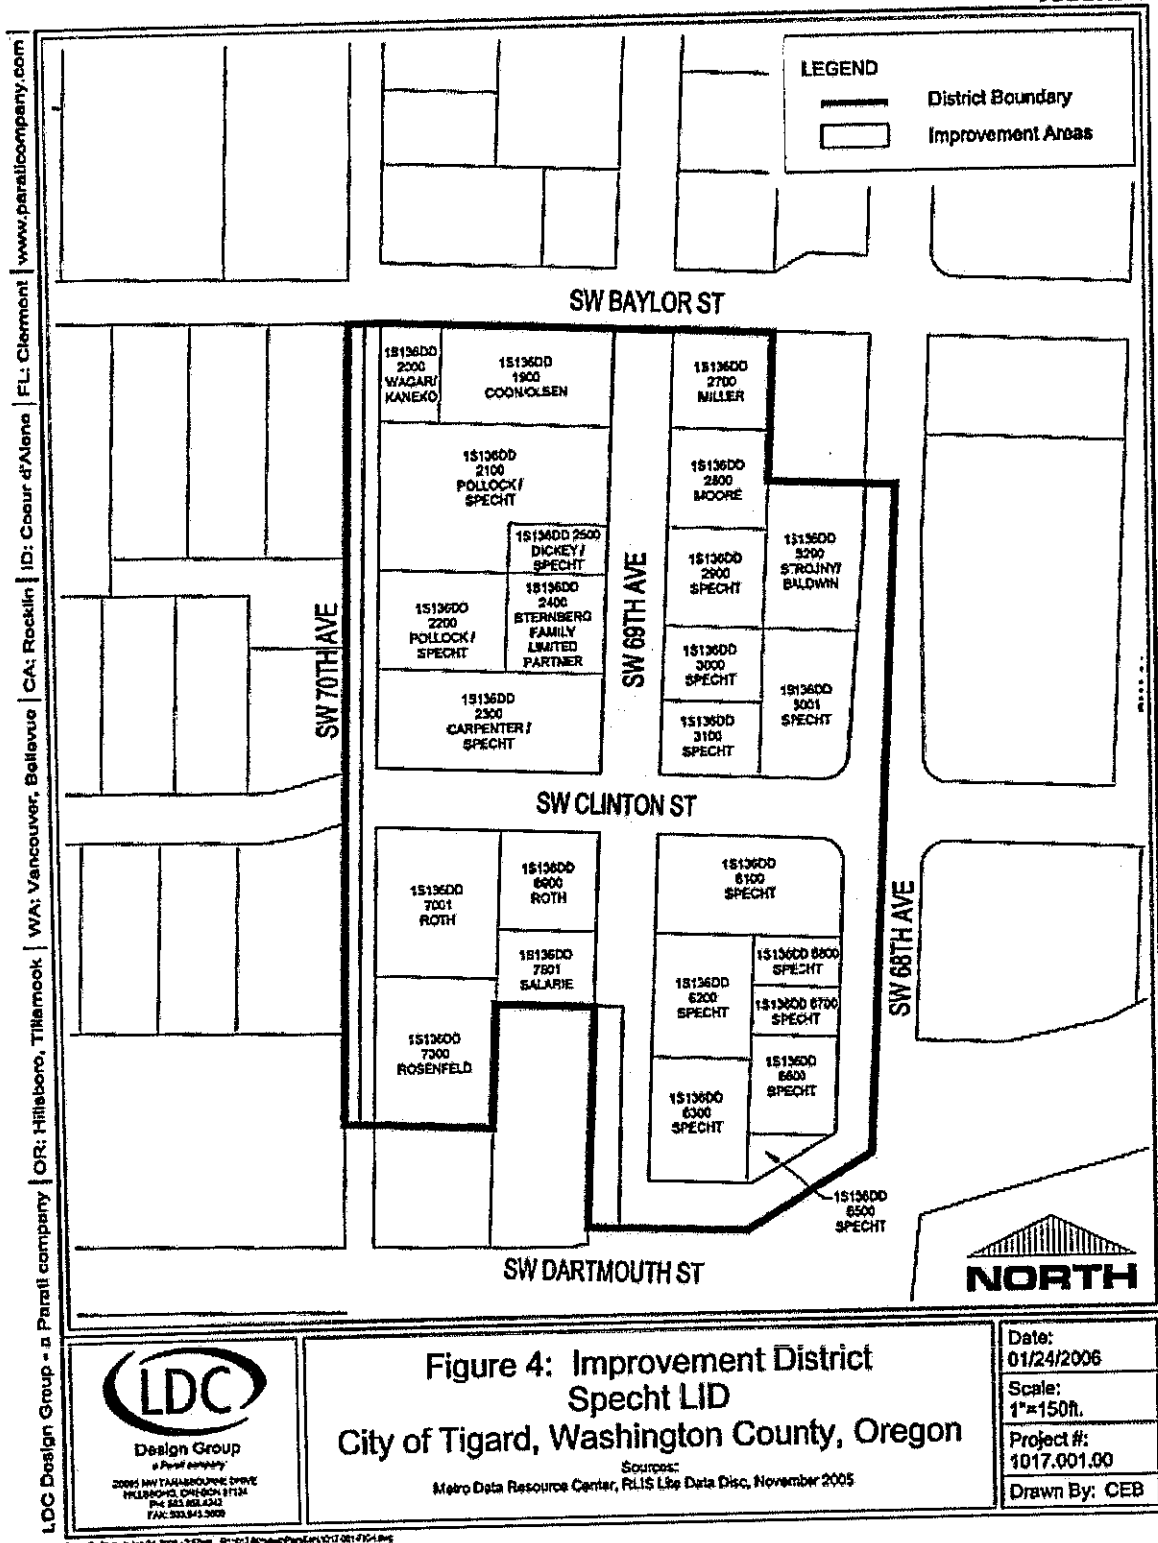 LEGEND
District Boundary
Improvement Areas
LDC Design Group - a Parati company | OR: Hillsboro, Tillamook | WA: Vancouver, Bellevue | CA: Rocklin | ID: Coeur d'Alene | FL: Clermont | www.paraticompany.com
SW BAYLOR ST
1S136DD
2000
WAGAR/
KANEKO
1S136DD
1900
COON/OLSEN
1S136DD
2700
MILLER
1S136DD
2100
POLLOCK/
SPECHT
1S136DD
2800
MOORE
1S136DD 2500
DICKEY/
SPECHT
1S136DD
2900
SPECHT
1S136DD
3200
STROJNY/
BALDWIN
SW 70TH AVE
1S136DD
2200
POLLOCK/
SPECHT
1S136DD
2400
STERNBERG
FAMILY
LIMITED
PARTNER
SW 69TH AVE
1S136DD
3000
SPECHT
1S136DD
3001
SPECHT
1S136DD
2300
CARPENTER/
SPECHT
1S136DD
3100
SPECHT
SW CLINTON ST
1S136DD
7001
ROTH
1S136DD
6900
ROTH
1S136DD
6100
SPECHT
SW 68TH AVE
1S136DD
7801
SALARIE
1S136DD
6200
SPECHT
1S136DD 6800
SPECHT
1S136DD 6700
SPECHT
1S136DD
7300
ROSENFELD
1S136DD
6600
SPECHT
1S136DD
6300
SPECHT
1S136DD
6500
SPECHT
SW DARTMOUTH ST
NORTH
LDC
Design Group
a Parati company
Figure 4: Improvement District
Specht LID
City of Tigard, Washington County, Oregon
Sources:
Metro Data Resource Center, RLIS Lite Data Disc, November 2005
Date:
01/24/2006
Scale:
1"=150ft.
Project #:
1017.001.00
Drawn By: CEB